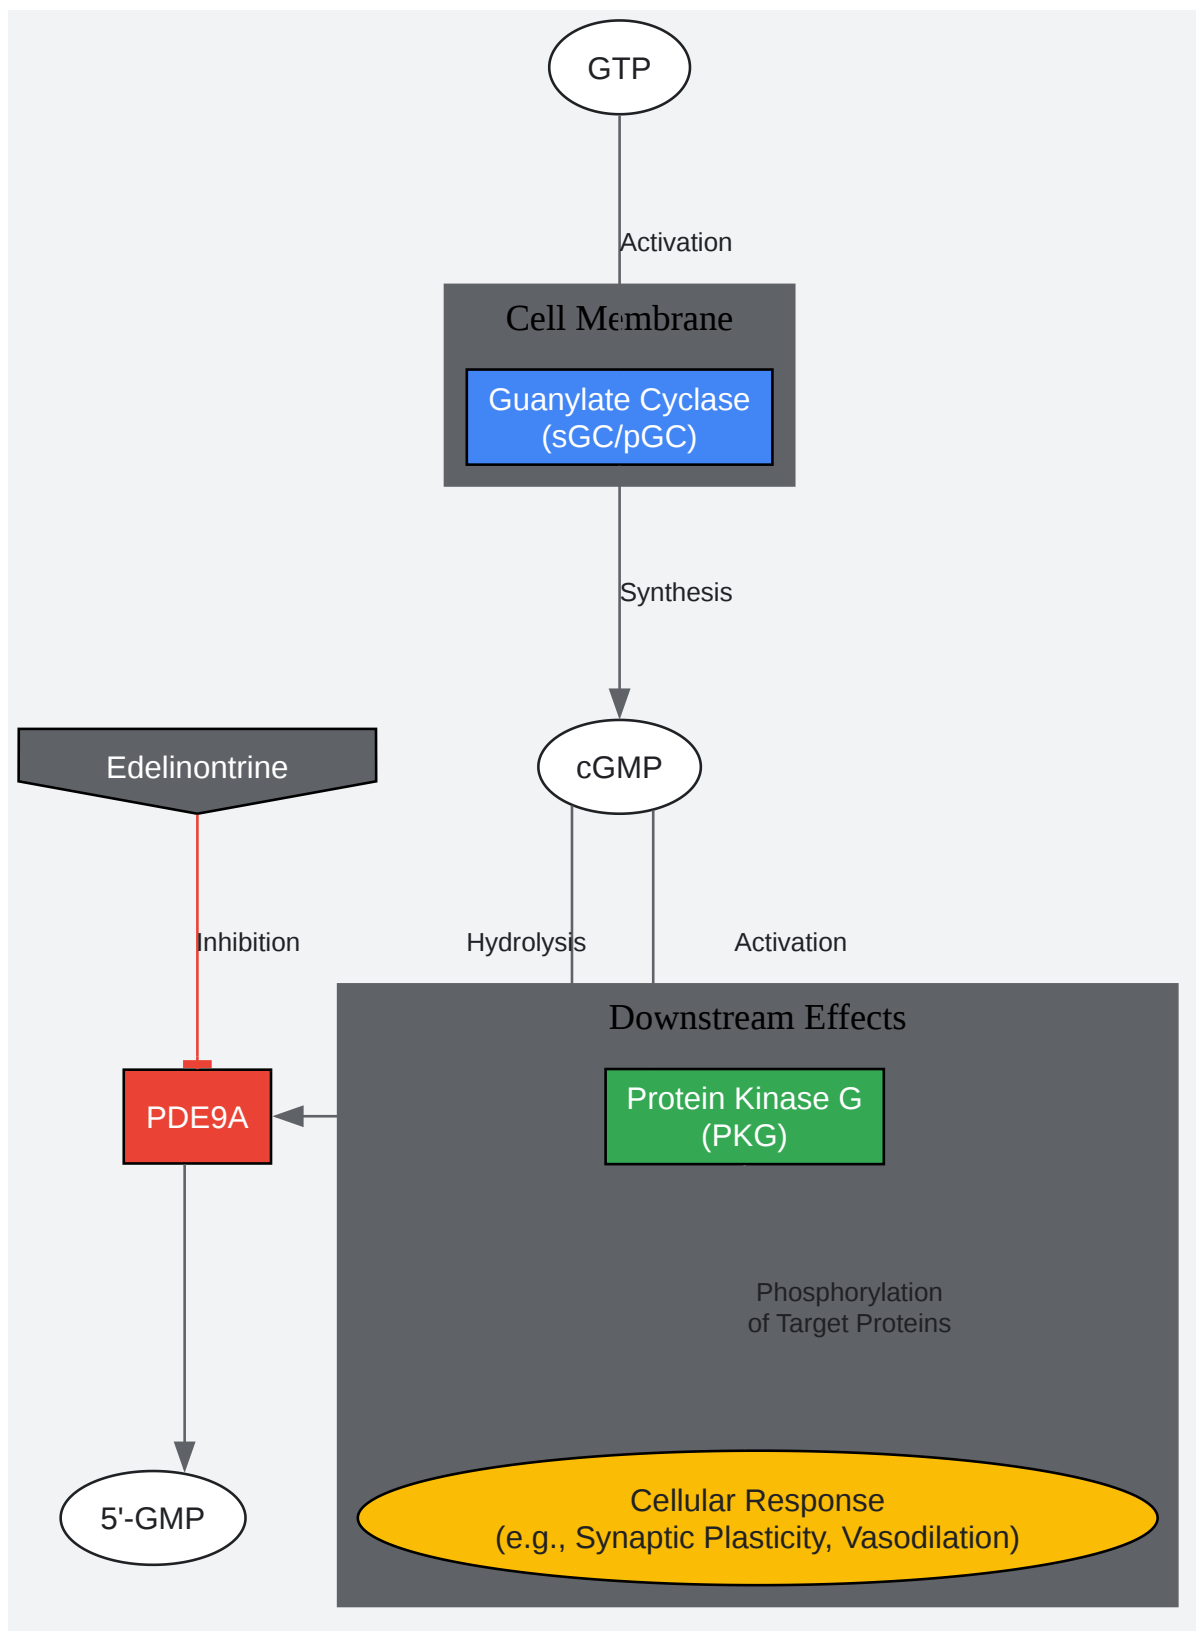 GTP
Activation
Cell Membrane
Guanylate Cyclase
(sGC/pGC)
Synthesis
Edelinontrine
cGMP
Inhibition
Hydrolysis
Activation
Downstream Effects
PDE9A
Protein Kinase G
(PKG)
Phosphorylation
of Target Proteins
5'-GMP
Cellular Response
(e.g., Synaptic Plasticity, Vasodilation)